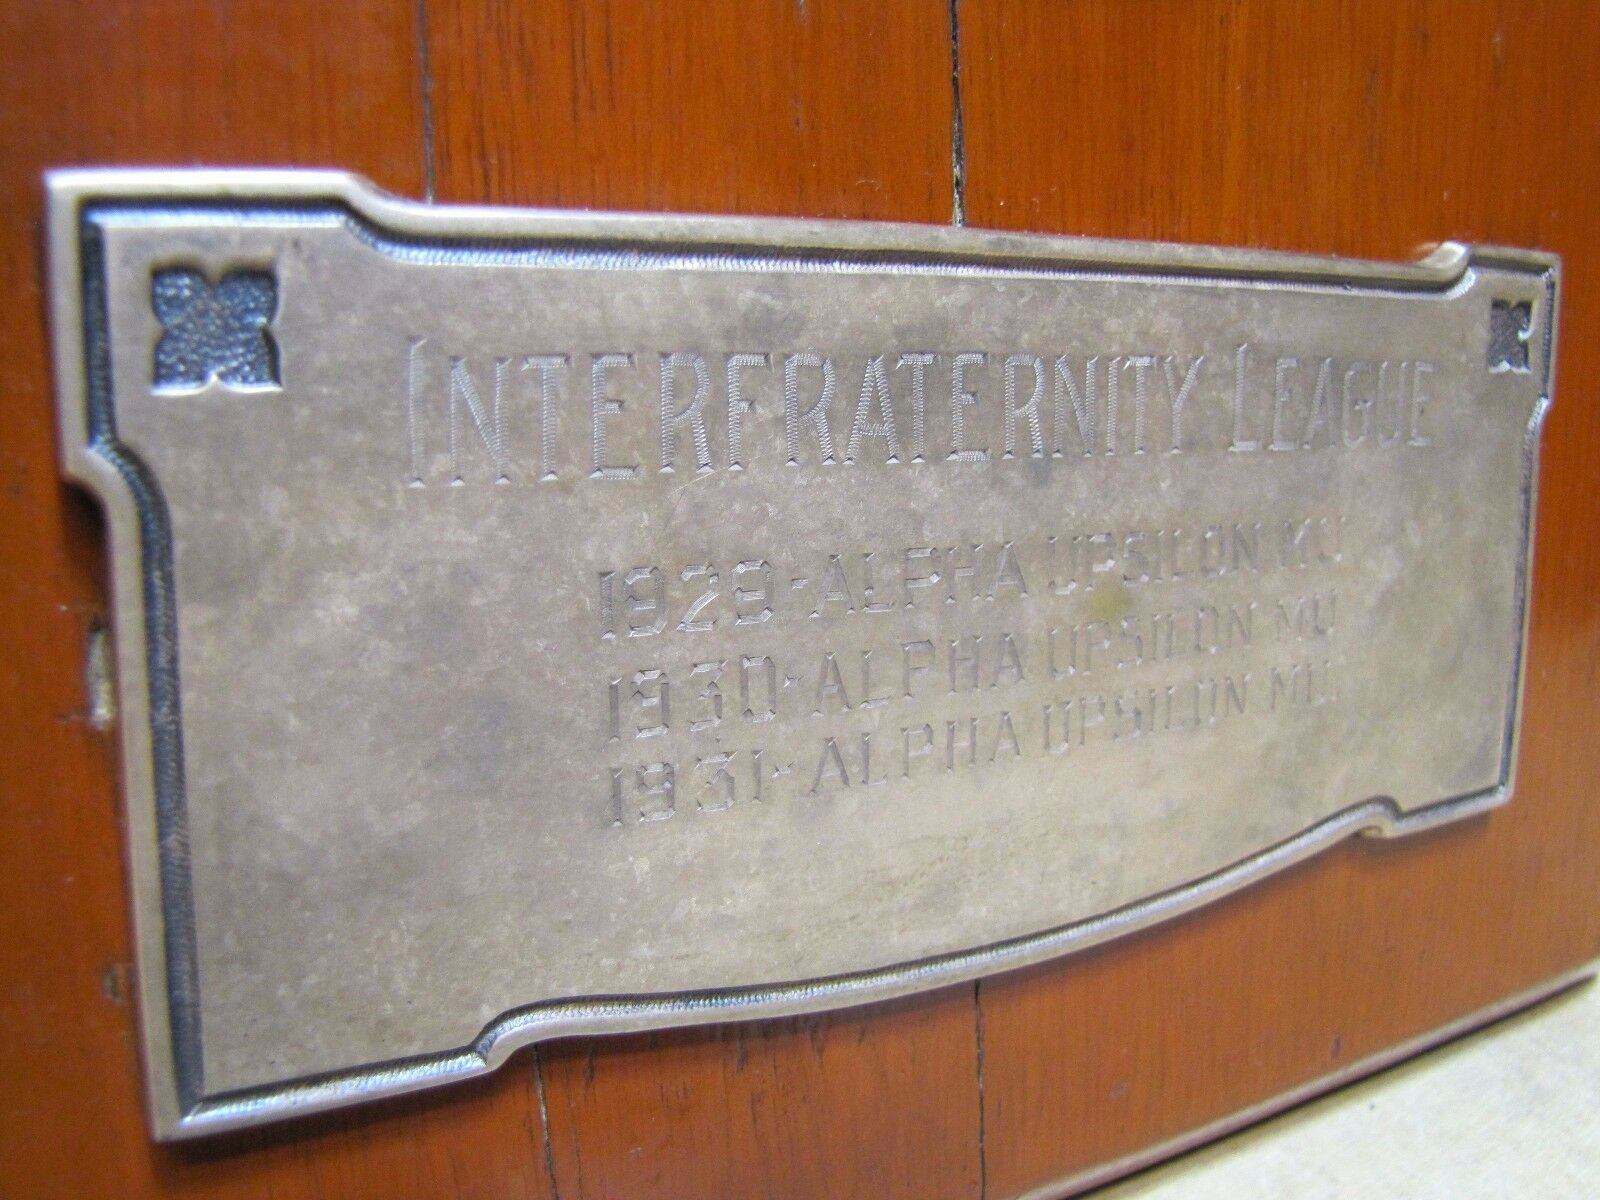 INTERFRATERNITY LEAGUE
1929-ALPHA UPSILON MU
1930-ALPHA UPSILON MU
1931-ALPHA UPSILON MU.